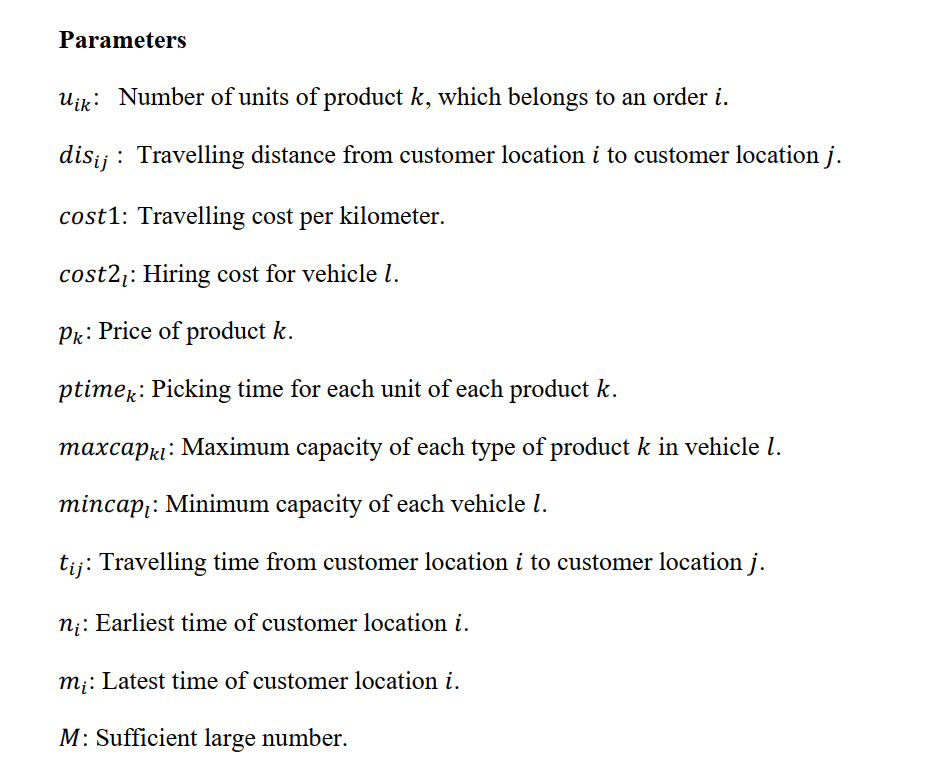 Parameters
u_{ik}: Number of units of product k, which belongs to an order i.
dis_{ij} : Travelling distance from customer location i to customer location j.
cost1: Travelling cost per kilometer.
cost2_l: Hiring cost for vehicle l.
p_k: Price of product k.
ptime_k: Picking time for each unit of each product k.
maxcap_{kl}: Maximum capacity of each type of product k in vehicle l.
mincap_l: Minimum capacity of each vehicle l.
t_{ij}: Travelling time from customer location i to customer location j.
n_i: Earliest time of customer location i.
m_i: Latest time of customer location i.
M: Sufficient large number.